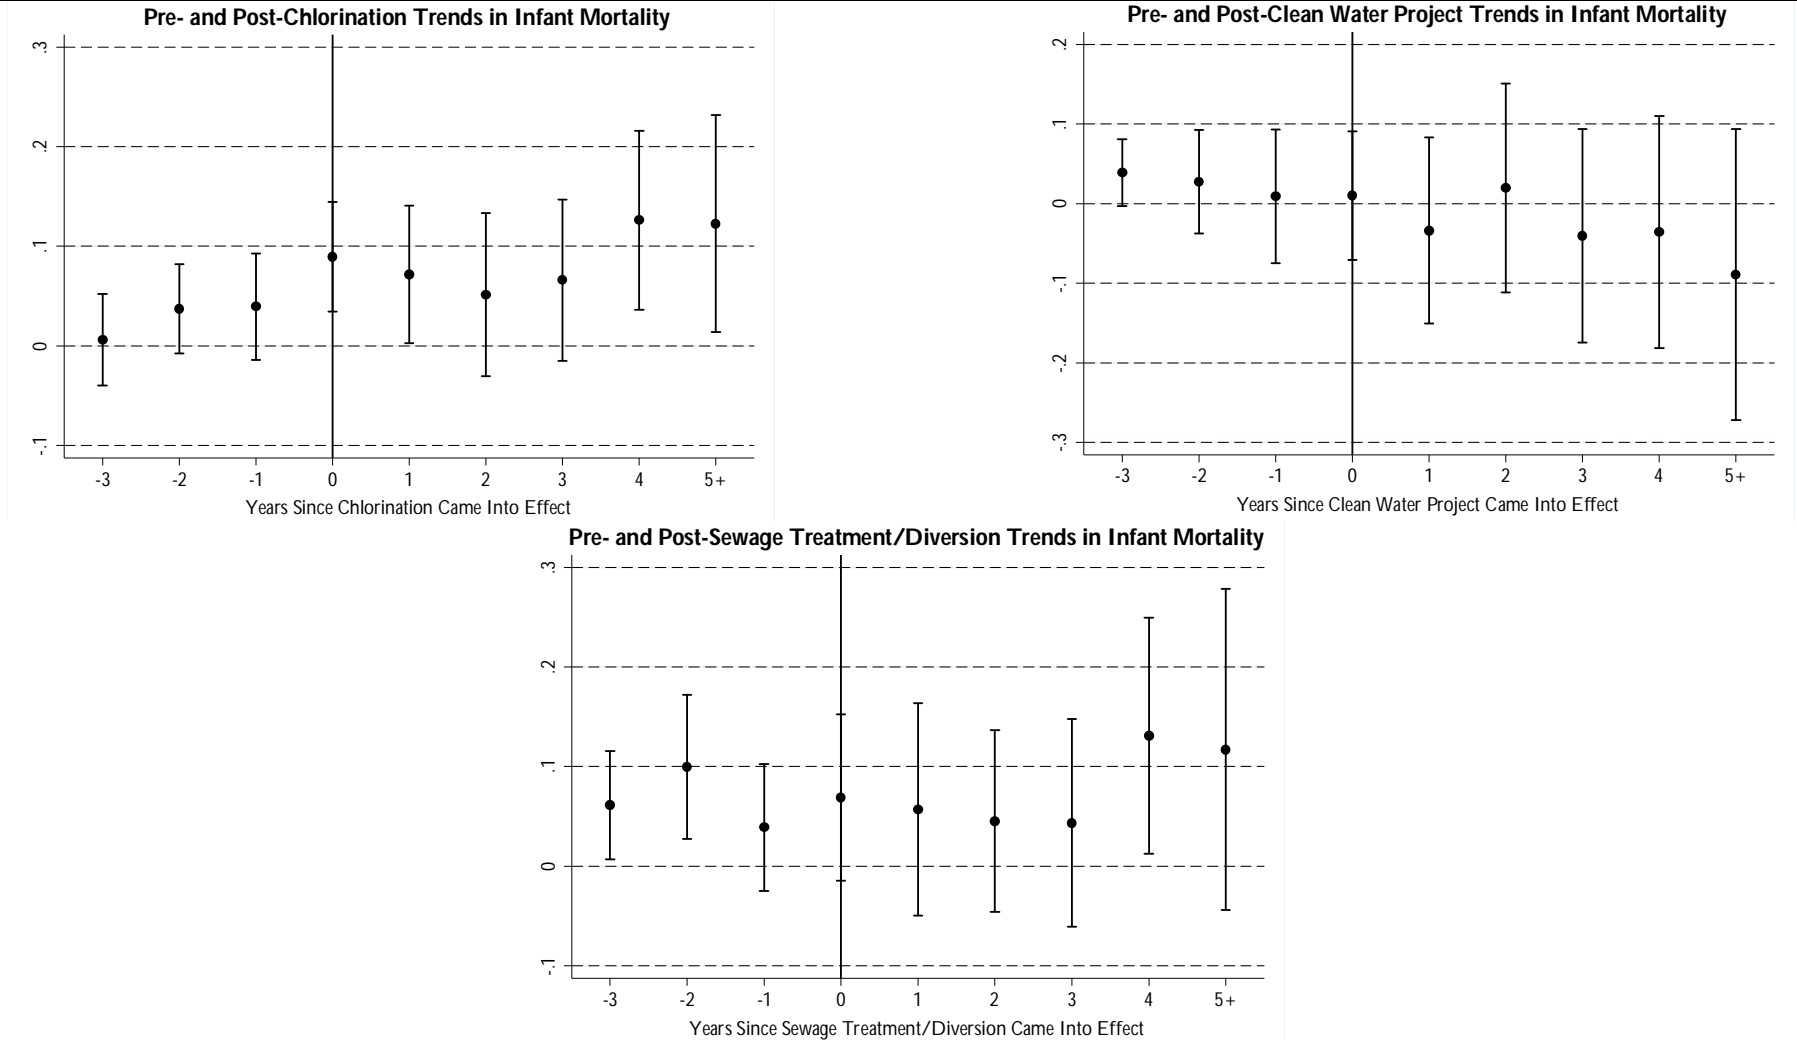 Pre- and Post-Chlorination Trends in Infant Mortality
.3
.2
.1
0
-.1
-3 -2 -1 0 1 2 3 4 5+
Years Since Chlorination Came Into Effect
Pre- and Post-Clean Water Project Trends in Infant Mortality
.2
.1
0
-.1
-.2
-.3
-3 -2 -1 0 1 2 3 4 5+
Years Since Clean Water Project Came Into Effect
Pre- and Post-Sewage Treatment/Diversion Trends in Infant Mortality
.3
.2
.1
0
-.1
-3 -2 -1 0 1 2 3 4 5+
Years Since Sewage Treatment/Diversion Came Into Effect